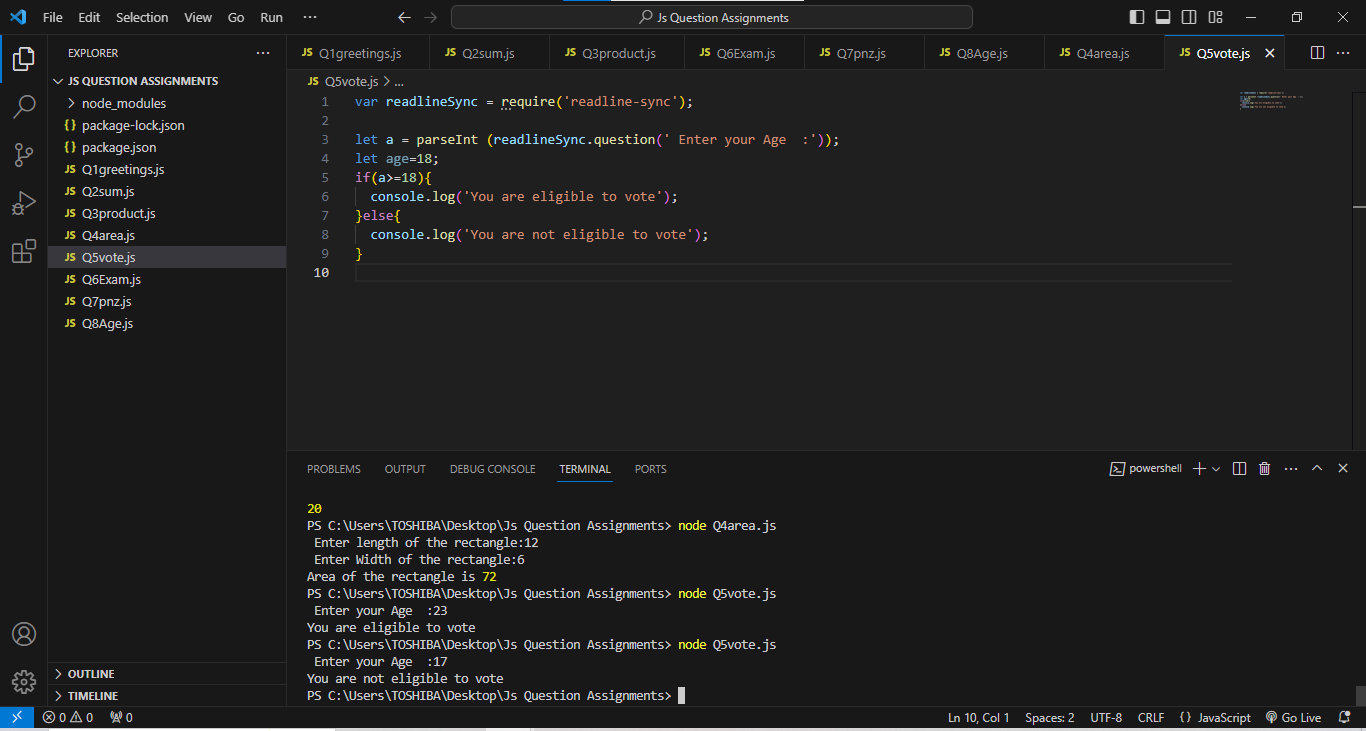 File Edit Selection View Go Run ··· Js Question Assignments
EXPLORER ···
JS QUESTION ASSIGNMENTS
node_modules
{} package-lock.json
{} package.json
JS Q1greetings.js
JS Q2sum.js
JS Q3product.js
JS Q4area.js
JS Q5vote.js
JS Q6Exam.js
JS Q7pnz.js
JS Q8Age.js
OUTLINE
TIMELINE
JS Q1greetings.js JS Q2sum.js JS Q3product.js JS Q6Exam.js JS Q7pnz.js JS Q8Age.js JS Q4area.js JS Q5vote.js ···
JS Q5vote.js > ...
1 var readlineSync = require('readline-sync');
2
3 let a = parseInt (readlineSync.question(' Enter your Age  :'));
4 let age=18;
5 if(a>=18){
6   console.log('You are eligible to vote');
7 }else{
8   console.log('You are not eligible to vote');
9 }
10
PROBLEMS OUTPUT DEBUG CONSOLE TERMINAL PORTS powershell ···
20
PS C:\Users\TOSHIBA\Desktop\Js Question Assignments> node Q4area.js
 Enter length of the rectangle:12
 Enter Width of the rectangle:6
Area of the rectangle is 72
PS C:\Users\TOSHIBA\Desktop\Js Question Assignments> node Q5vote.js
 Enter your Age  :23
You are eligible to vote
PS C:\Users\TOSHIBA\Desktop\Js Question Assignments> node Q5vote.js
 Enter your Age  :17
You are not eligible to vote
PS C:\Users\TOSHIBA\Desktop\Js Question Assignments>
0 0 0 Ln 10, Col 1 Spaces: 2 UTF-8 CRLF {} JavaScript Go Live